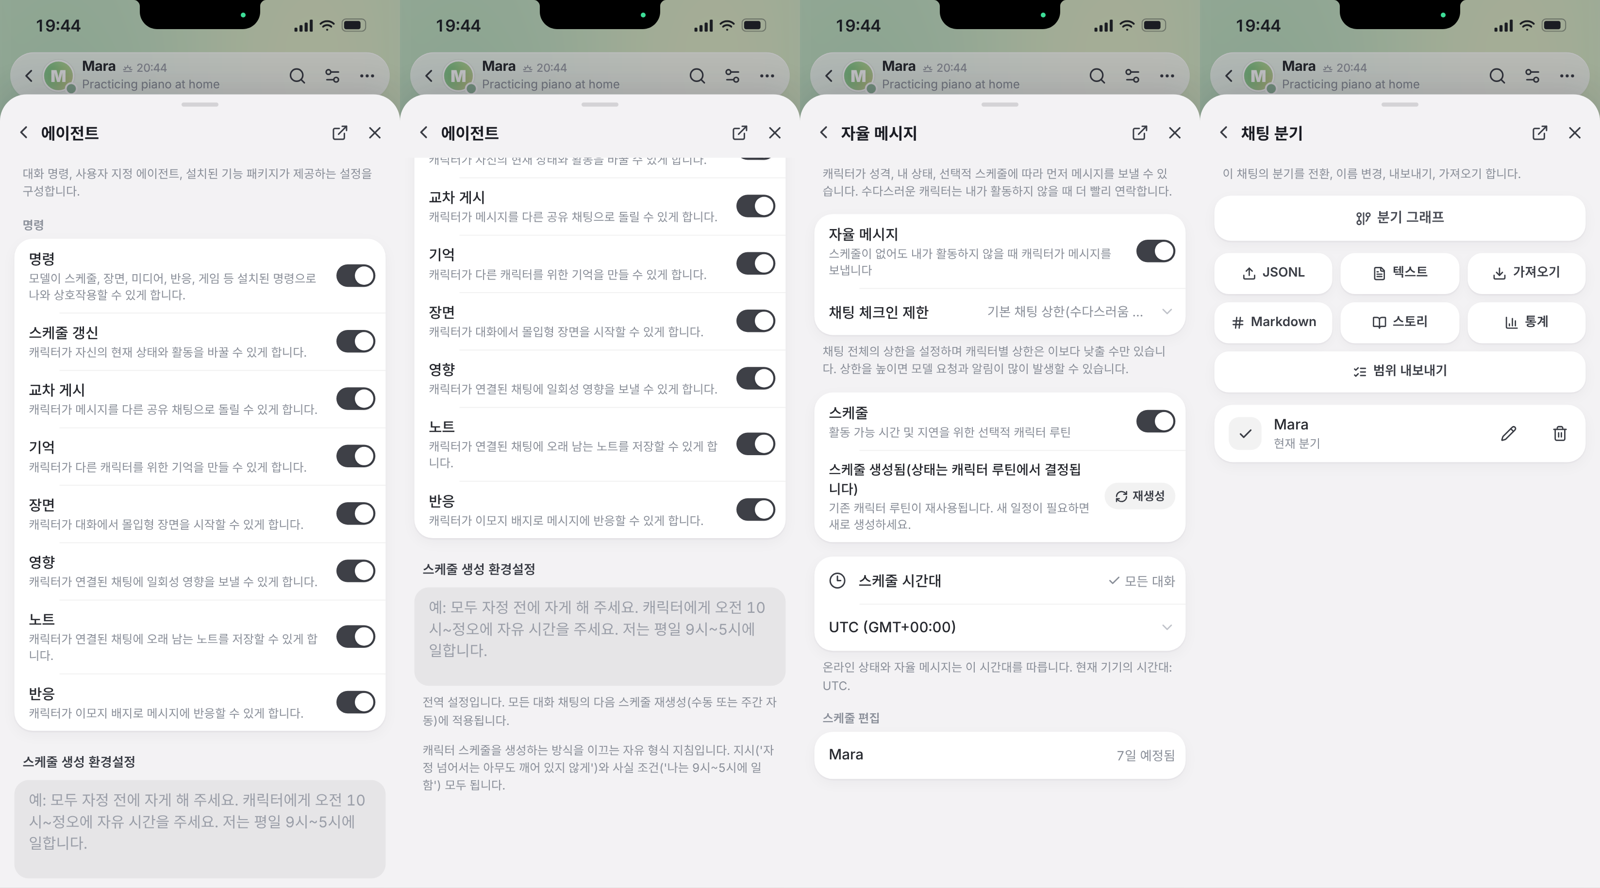 19:44
Mara 20:44
Practicing piano at home
에이전트
대화 명령, 사용자 지정 에이전트, 설치된 기능 패키지가 제공하는 설정을
구성합니다.
명령
명령
모델이 스케줄, 장면, 미디어, 반응, 게임 등 설치된 명령으로
나와 상호작용할 수 있게 합니다.
스케줄 갱신
캐릭터가 자신의 현재 상태와 활동을 바꿀 수 있게 합니다.
교차 게시
캐릭터가 메시지를 다른 공유 채팅으로 돌릴 수 있게 합니다.
기억
캐릭터가 다른 캐릭터를 위한 기억을 만들 수 있게 합니다.
장면
캐릭터가 대화에서 몰입형 장면을 시작할 수 있게 합니다.
영향
캐릭터가 연결된 채팅에 일회성 영향을 보낼 수 있게 합니다.
노트
캐릭터가 연결된 채팅에 오래 남는 노트를 저장할 수 있게 합
니다.
반응
캐릭터가 이모지 배지로 메시지에 반응할 수 있게 합니다.
스케줄 생성 환경설정
예: 모두 자정 전에 자게 해 주세요. 캐릭터에게 오전 10
시~정오에 자유 시간을 주세요. 저는 평일 9시~5시에
일합니다.
19:44
M
Mara 20:44
Practicing piano at home
에이전트
캐릭터가 자신의 현재 상태와 활동을 바꿀 수 있게 합니다.
교차 게시
캐릭터가 메시지를 다른 공유 채팅으로 돌릴 수 있게 합니다.
기억
캐릭터가 다른 캐릭터를 위한 기억을 만들 수 있게 합니다.
장면
캐릭터가 대화에서 몰입형 장면을 시작할 수 있게 합니다.
영향
캐릭터가 연결된 채팅에 일회성 영향을 보낼 수 있게 합니다.
노트
캐릭터가 연결된 채팅에 오래 남는 노트를 저장할 수 있게 합
니다.
반응
캐릭터가 이모지 배지로 메시지에 반응할 수 있게 합니다.
스케줄 생성 환경설정
예: 모두 자정 전에 자게 해 주세요. 캐릭터에게 오전 10
시~정오에 자유 시간을 주세요. 저는 평일 9시~5시에
일합니다.
전역 설정입니다. 모든 대화 채팅의 다음 스케줄 재생성(수동 또는 주간 자
동)에 적용됩니다.
캐릭터 스케줄을 생성하는 방식을 이끄는 자유 형식 지침입니다. 지시('자
정 넘어서는 아무도 깨어 있지 않게')와 사실 조건('나는 9시~5시에 일
함') 모두 됩니다.
19:44
M
Mara 20:44
Practicing piano at home
자율 메시지
캐릭터가 성격, 내 상태, 선택적 스케줄에 따라 먼저 메시지를 보낼 수 있
습니다. 수다스러운 캐릭터는 내가 활동하지 않을 때 더 빨리 연락합니다.
자율 메시지
스케줄이 없어도 내가 활동하지 않을 때 캐릭터가 메시지를
보냅니다
채팅 체크인 제한 기본 채팅 상한(수다스러움 ...
채팅 전체의 상한을 설정하며 캐릭터별 상한은 이보다 낮출 수만 있습니
다. 상한을 높이면 모델 요청과 알림이 많이 발생할 수 있습니다.
스케줄
활동 가능 시간 및 지연을 위한 선택적 캐릭터 루틴
스케줄 생성됨(상태는 캐릭터 루틴에서 결정됩
니다)
기존 캐릭터 루틴이 재사용됩니다. 새 일정이 필요하면
새로 생성하세요.
재생성
스케줄 시간대 모든 대화
UTC (GMT+00:00)
온라인 상태와 자율 메시지는 이 시간대를 따릅니다. 현재 기기의 시간대:
UTC.
스케줄 편집
Mara 7일 예정됨
19:44
M
Mara 20:44
Practicing piano at home
채팅 분기
이 채팅의 분기를 전환, 이름 변경, 내보내기, 가져오기 합니다.
분기 그래프
JSONL 텍스트 가져오기
Markdown 스토리 통계
범위 내보내기
Mara
현재 분기